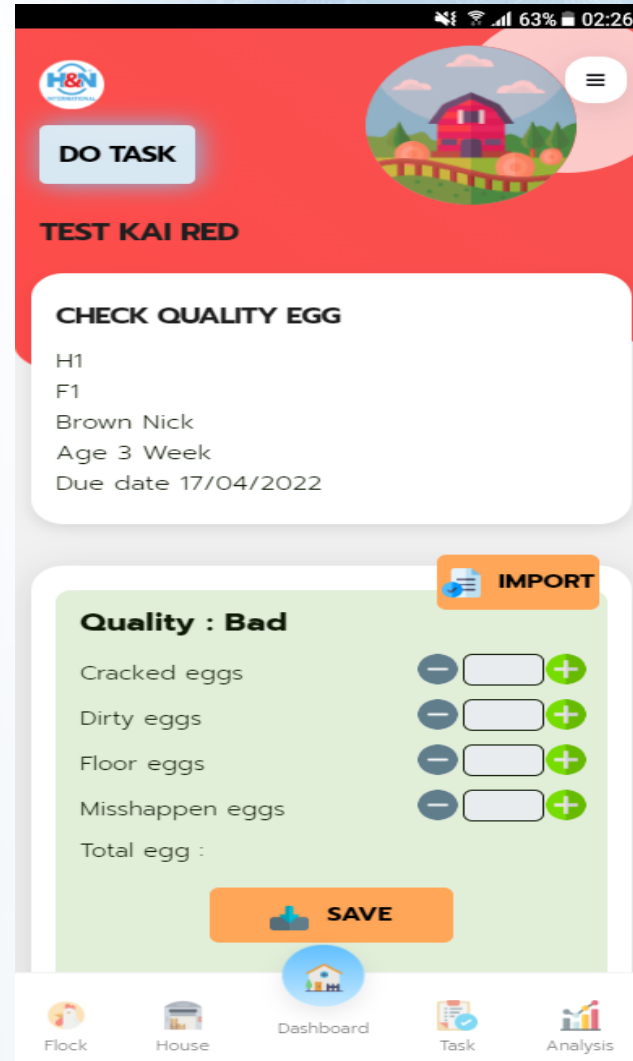 63% 02:26
H&N
INTERNATIONAL
DO TASK
TEST KAI RED
CHECK QUALITY EGG
H1
F1
Brown Nick
Age 3 Week
Due date 17/04/2022
IMPORT
Quality : Bad
Cracked eggs
Dirty eggs
Floor eggs
Misshappen eggs
Total egg :
SAVE
Flock House Dashboard Task Analysis